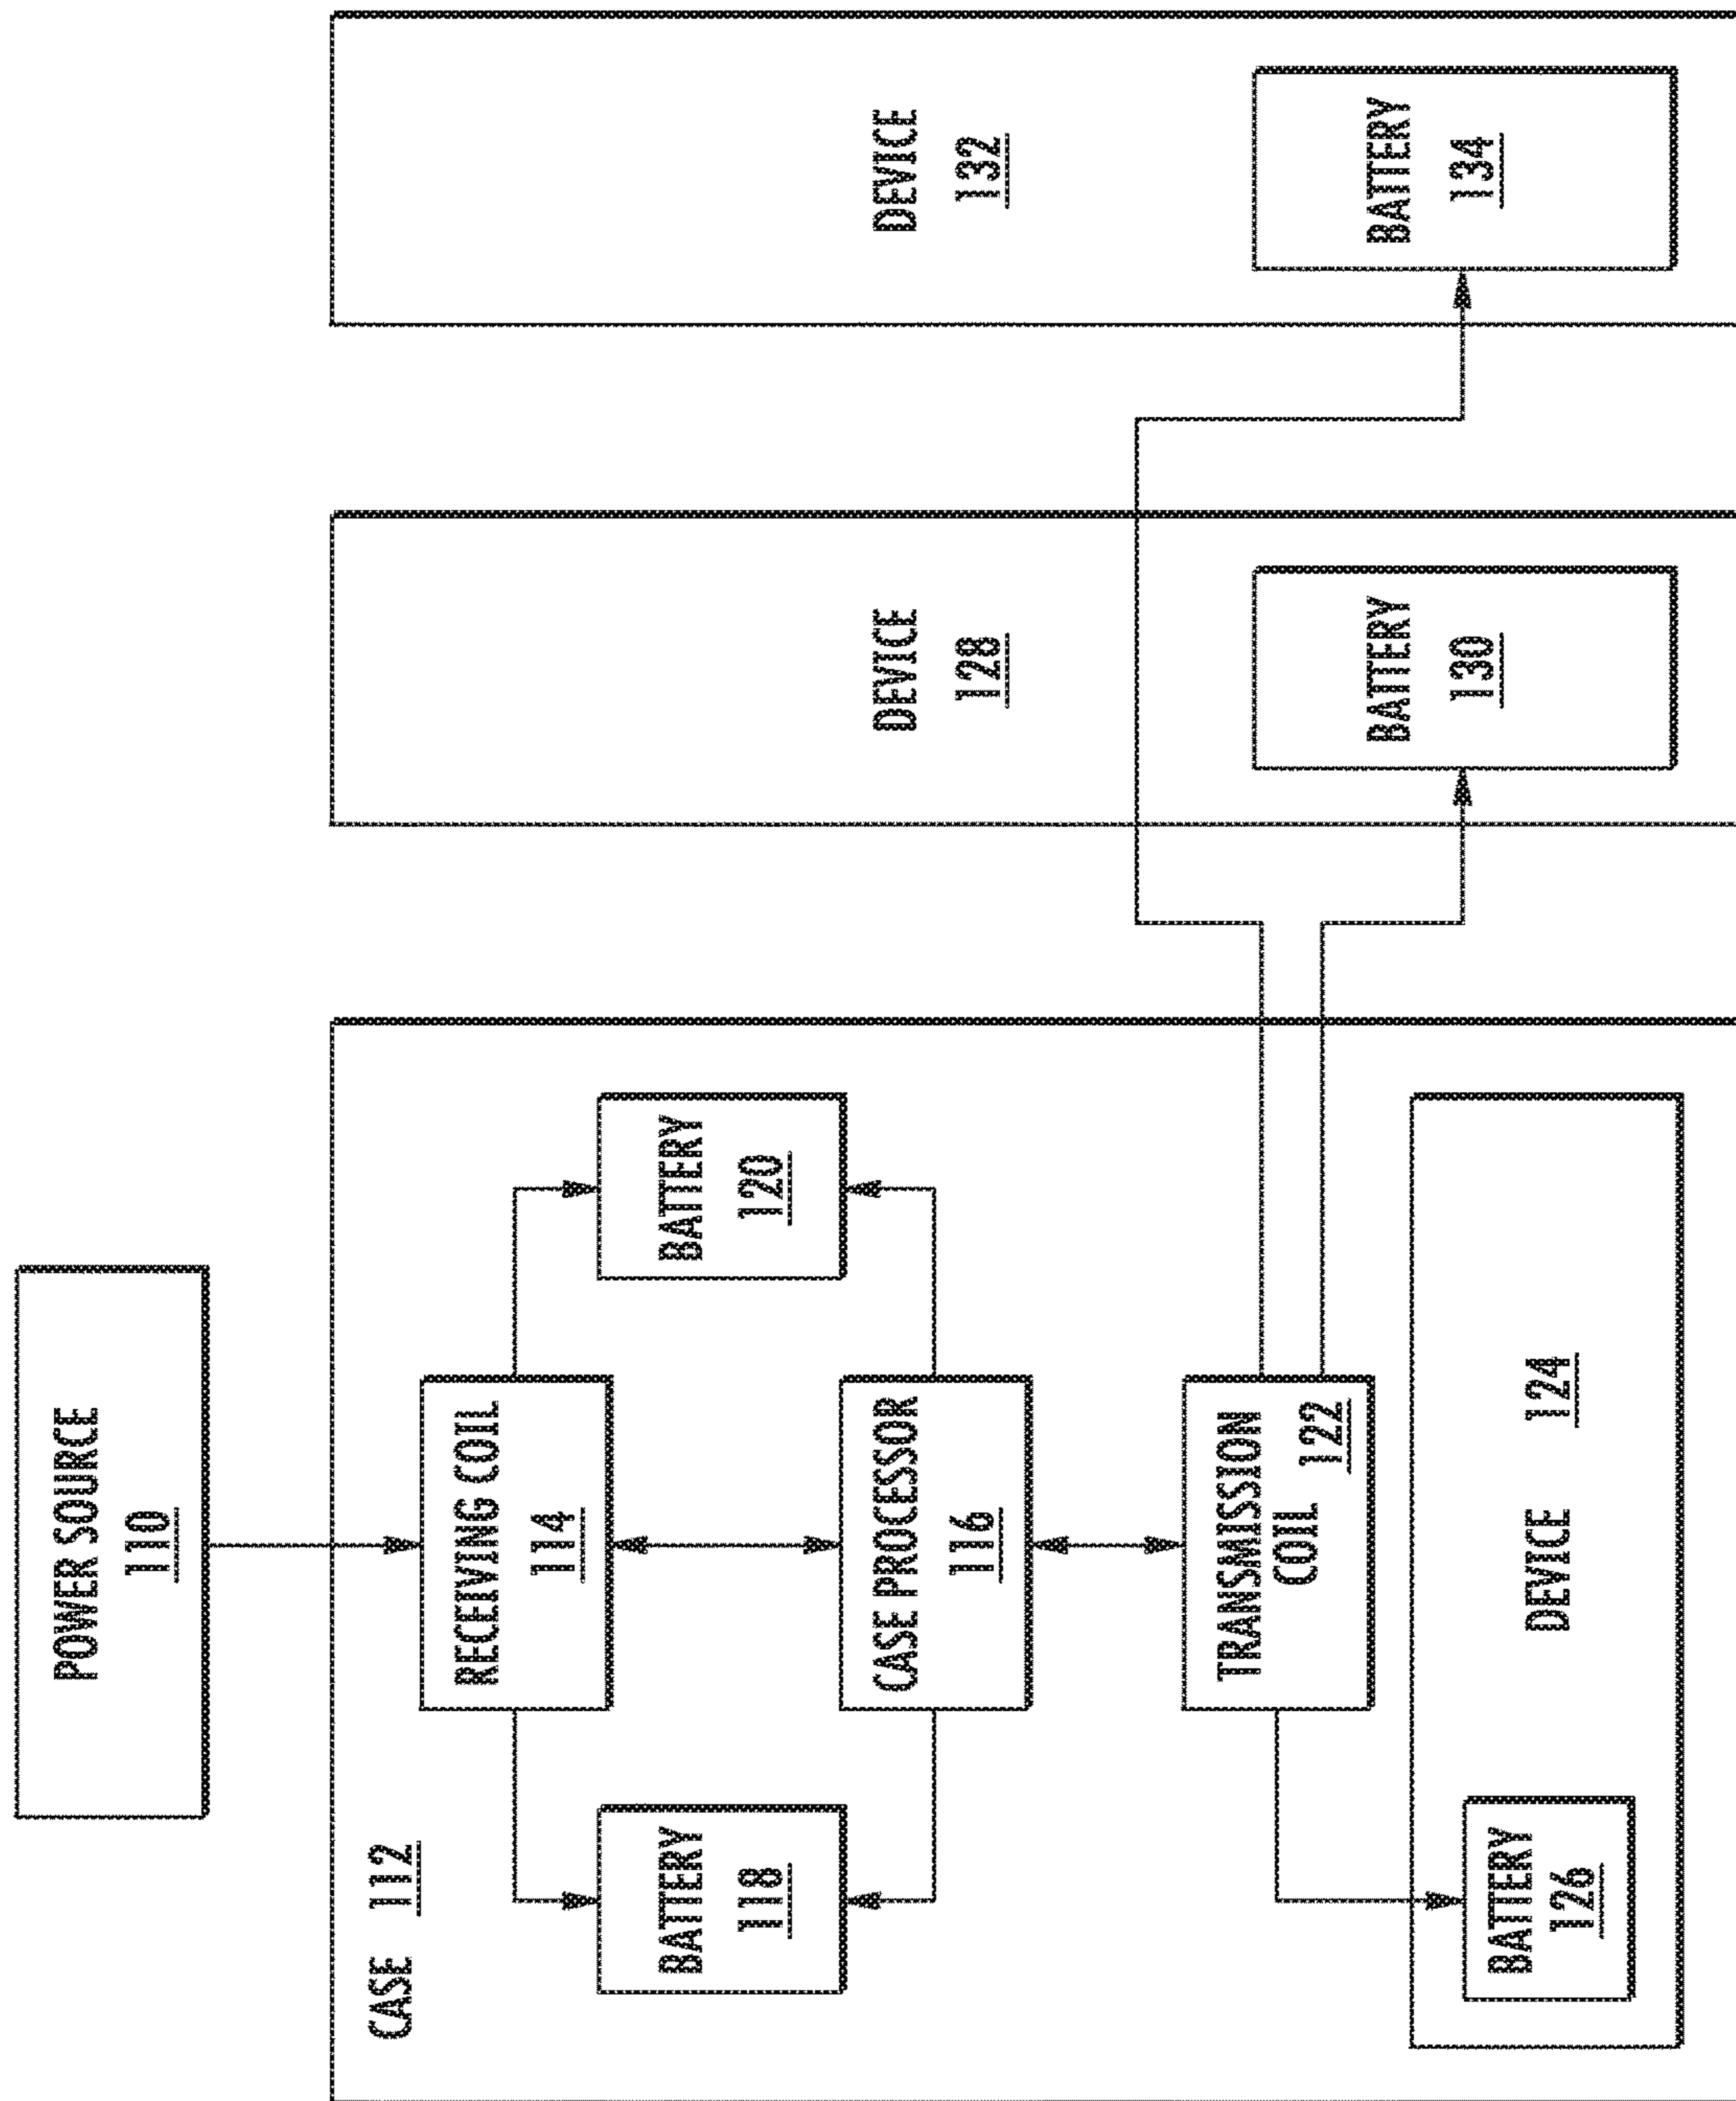 POWER SOURCE
110
CASE 112
RECEIVING COIL
114
BATTERY
118
BATTERY
120
CASE PROCESSOR
116
TRANSMISSION
COIL 122
BATTERY
126
DEVICE 124
DEVICE
128
BATTERY
130
DEVICE
132
BATTERY
134